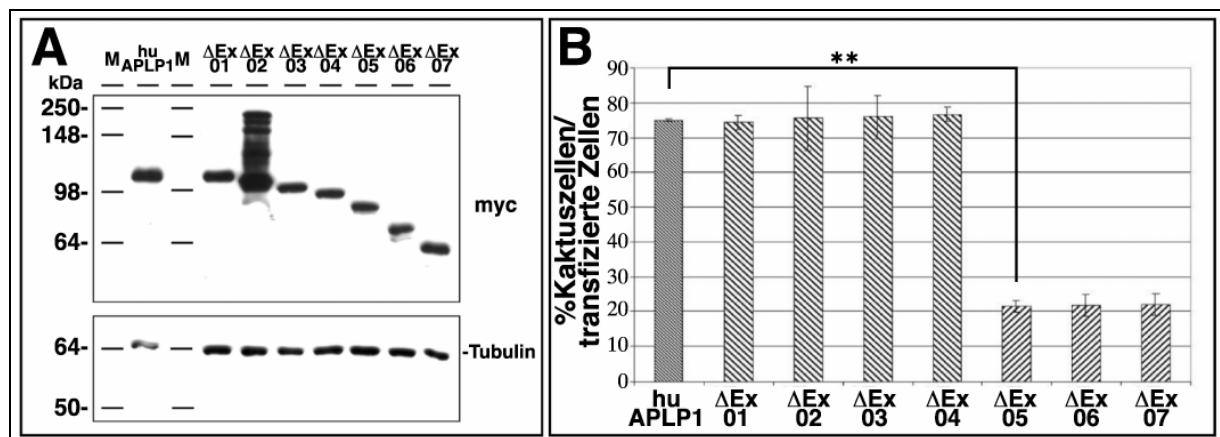 A
M hu APLP1 M ΔEx 01 ΔEx 02 ΔEx 03 ΔEx 04 ΔEx 05 ΔEx 06 ΔEx 07
kDa
250-
148-
98-
64-
myc
64-
-Tubulin
50-
B
%Kaktuszellen/
transfizierte Zellen
90
80
70
60
50
40
30
20
10
0
**
hu APLP1 ΔEx 01 ΔEx 02 ΔEx 03 ΔEx 04 ΔEx 05 ΔEx 06 ΔEx 07